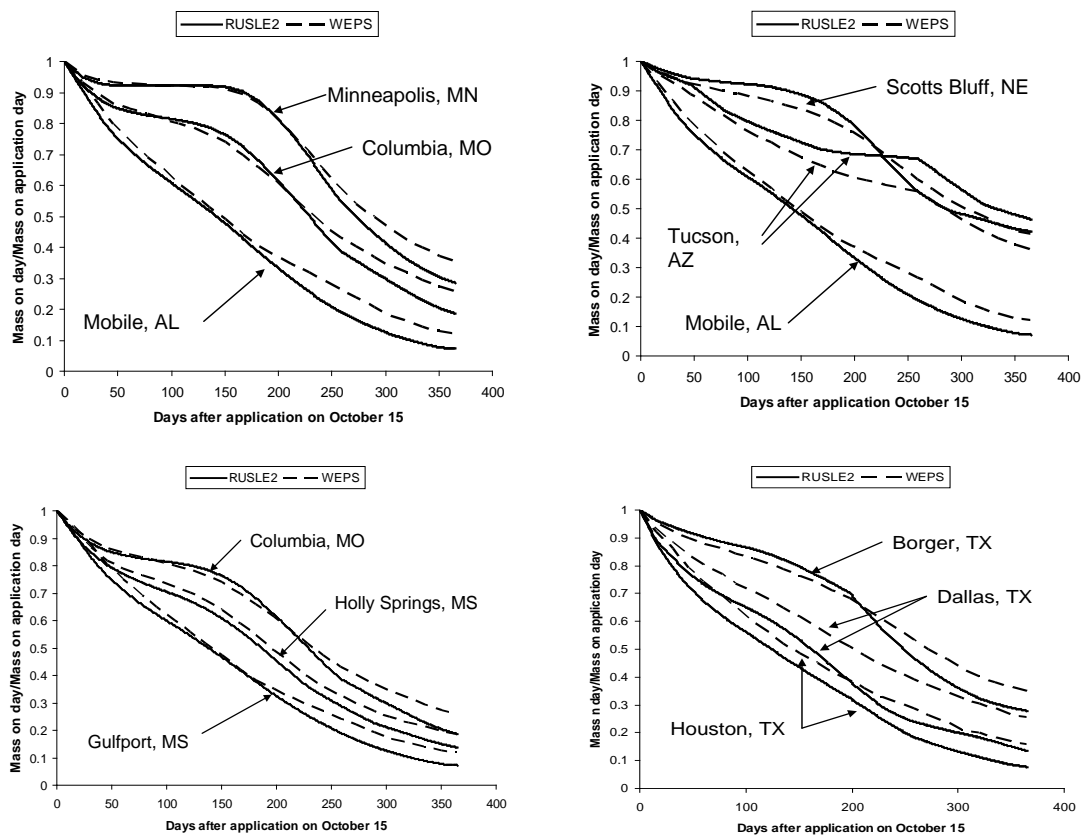 RUSLE2 WEPS
Mass on day/Mass on application day
1
0.9
0.8
0.7
0.6
0.5
0.4
0.3
0.2
0.1
0
Minneapolis, MN
Columbia, MO
Mobile, AL
0 50 100 150 200 250 300 350 400
Days after application on October 15
RUSLE2 WEPS
Mass on day/Mass on application day
1
0.9
0.8
0.7
0.6
0.5
0.4
0.3
0.2
0.1
0
Scotts Bluff, NE
Tucson,
AZ
Mobile, AL
0 50 100 150 200 250 300 350 400
Days after application October 15
RUSLE2 WEPS
Mass on day/Mass on application day
1
0.9
0.8
0.7
0.6
0.5
0.4
0.3
0.2
0.1
0
Columbia, MO
Holly Springs, MS
Gulfport, MS
0 50 100 150 200 250 300 350 400
Days after application on October 15
RUSLE2 WEPS
Mass n day/Mass on application day
1
0.9
0.8
0.7
0.6
0.5
0.4
0.3
0.2
0.1
0
Borger, TX
Dallas, TX
Houston, TX
0 100 200 300 400
Days after application on October 15